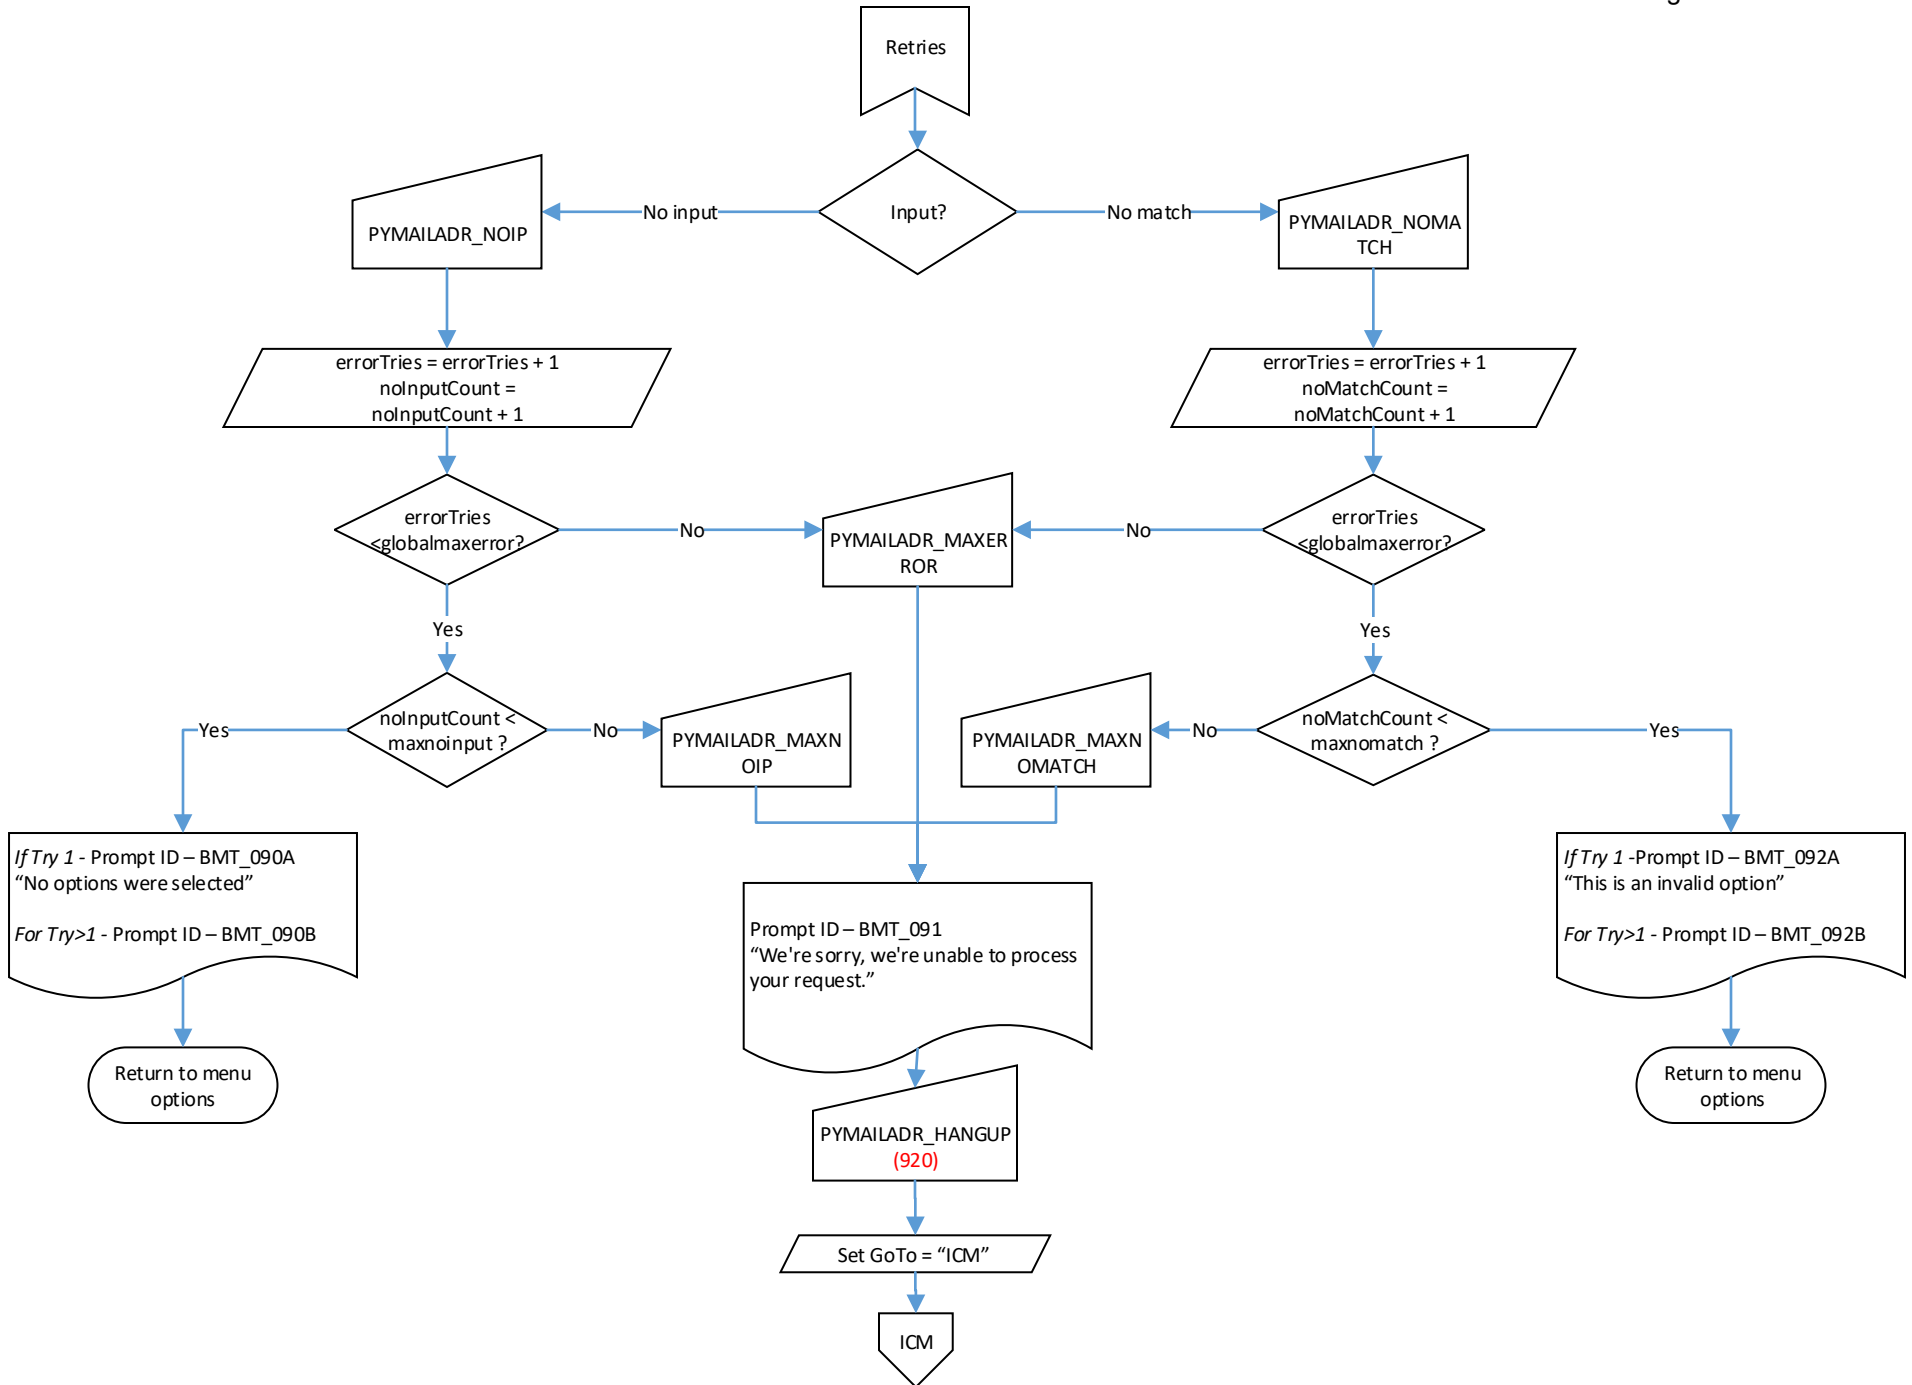 g
Retries
Input?
No input
No match
PYMAILADR_NOIP
PYMAILADR_NOMA
TCH
errorTries = errorTries + 1
noInputCount =
noInputCount + 1
errorTries = errorTries + 1
noMatchCount =
noMatchCount + 1
errorTries
<globalmaxerror?
No
PYMAILADR_MAXER
ROR
No
errorTries
<globalmaxerror?
Yes
Yes
Yes
noInputCount <
maxnoinput ?
No
PYMAILADR_MAXN
OIP
PYMAILADR_MAXN
OMATCH
No
noMatchCount <
maxnomatch ?
Yes
If Try 1 - Prompt ID – BMT_090A
“No options were selected”
For Try>1 - Prompt ID – BMT_090B
Prompt ID – BMT_091
“We're sorry, we're unable to process
your request.”
If Try 1 -Prompt ID – BMT_092A
“This is an invalid option”
For Try>1 - Prompt ID – BMT_092B
Return to menu
options
Return to menu
options
PYMAILADR_HANGUP
(920)
Set GoTo = “ICM”
ICM